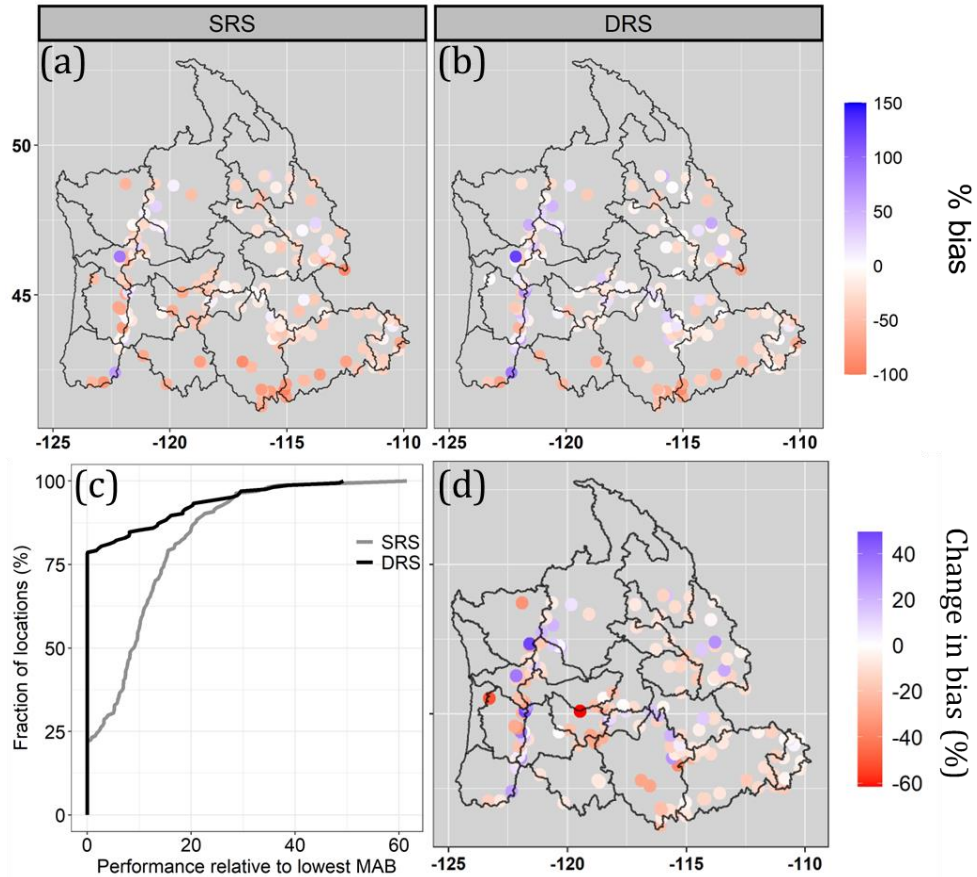 SRS
DRS
(a)
(b)
50
45
-125
-120
-115
-110
-125
-120
-115
-110
150
100
50
0
-50
-100
% bias
(c)
100
75
50
25
0
Fraction of locations (%)
SRS
DRS
0
20
40
60
Performance relative to lowest MAB
(d)
-125
-120
-115
-110
40
20
0
-20
-40
-60
Change in bias (%)